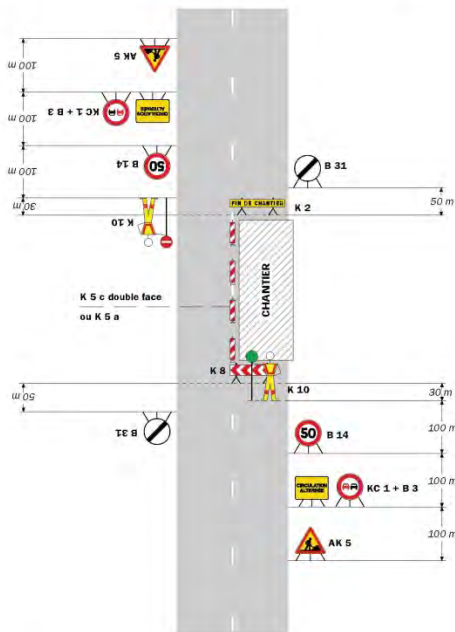 AK 5
100 m
KC 1 + B 3
CIRCULATION
ALTERNÉE
100 m
B 14
50
100 m
B 31
K 10
30 m
FIN DE CHANTIER
K 2
50 m
K 5 c double face
ou K 5 a
CHANTIER
K 8
K 10
30 m
50 m
B 31
50
B 14
100 m
CIRCULATION
ALTERNÉE
KC 1 + B 3
100 m
AK 5
100 m